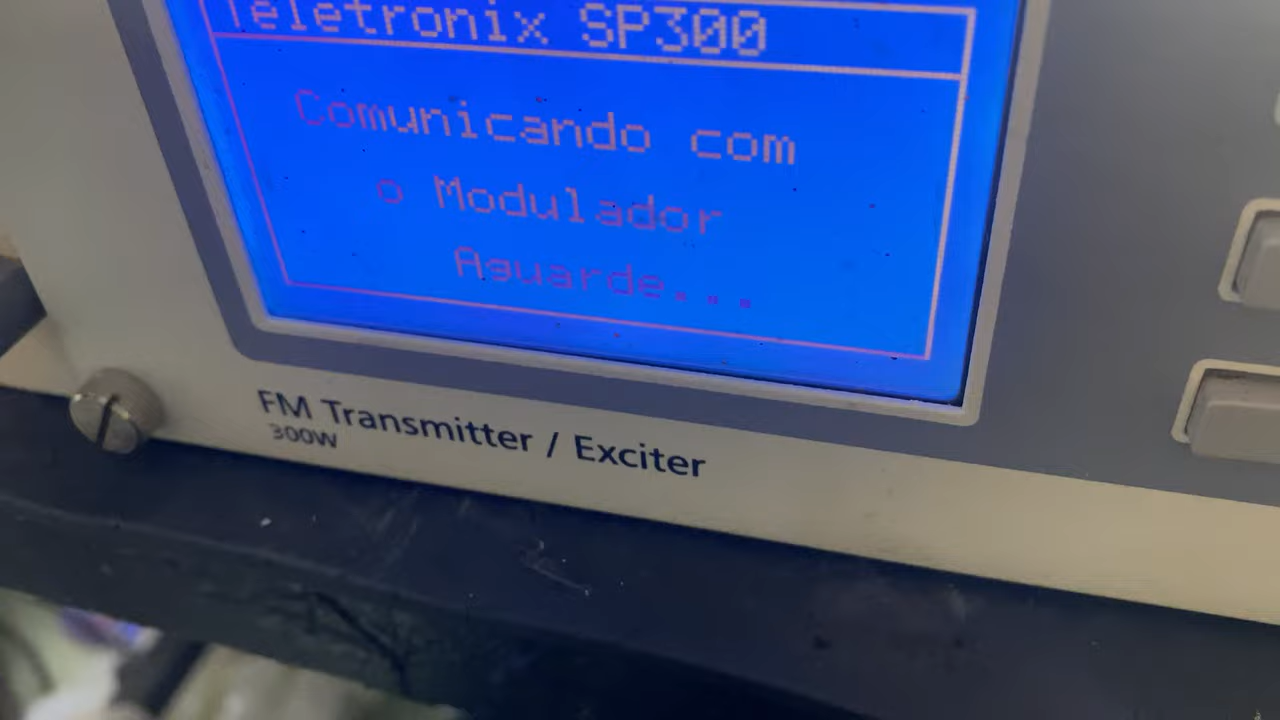 Teletronix SP300
Comunicando com
o Modulador
Aguarde...
FM Transmitter / Exciter
300W